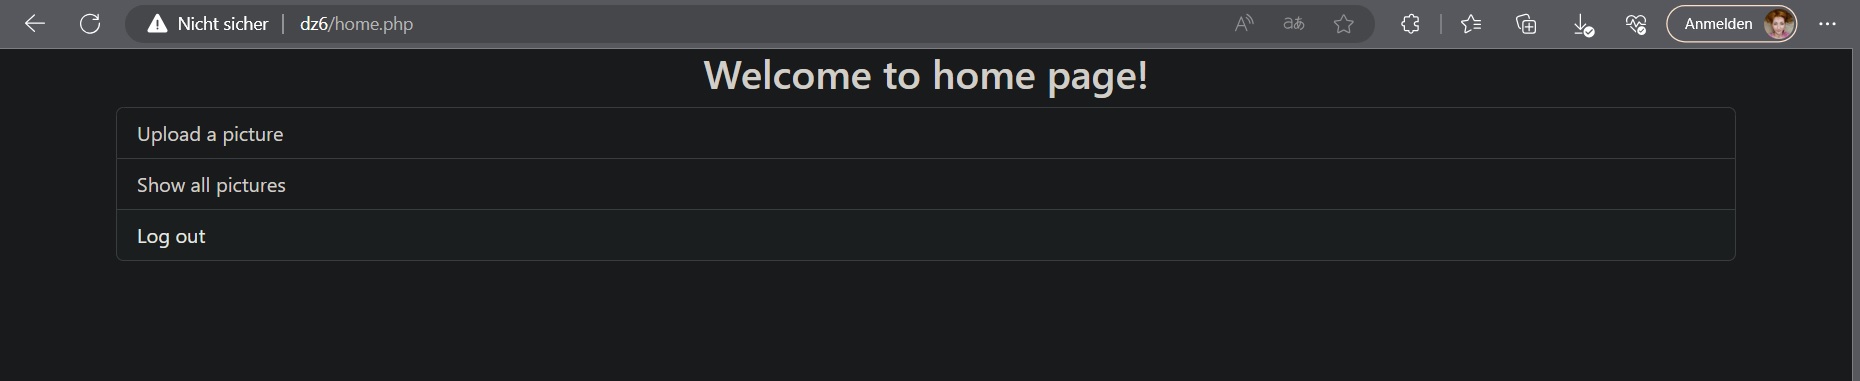 Nicht sicher | dz6/home.php Anmelden
Welcome to home page!
Upload a picture
Show all pictures
Log out